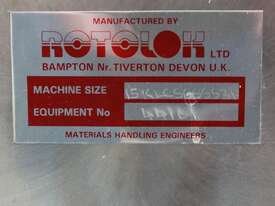 MANUFACTURED BY
ROTOLOK LTD
BAMPTON Nr. TIVERTON DEVON U.K.
MACHINE SIZE
EQUIPMENT No
MATERIALS HANDLING ENGINEERS